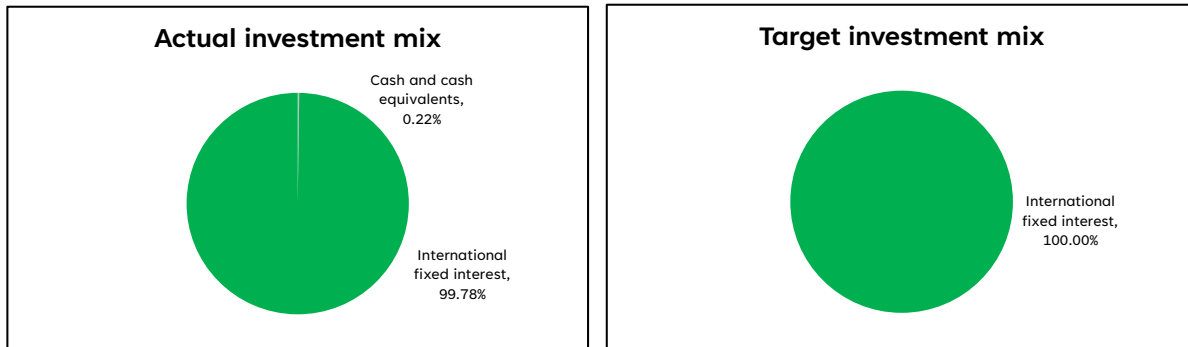 Actual investment mix
Cash and cash
equivalents,
0.22%
International
fixed interest,
99.78%
Target investment mix
International
fixed interest,
100.00%